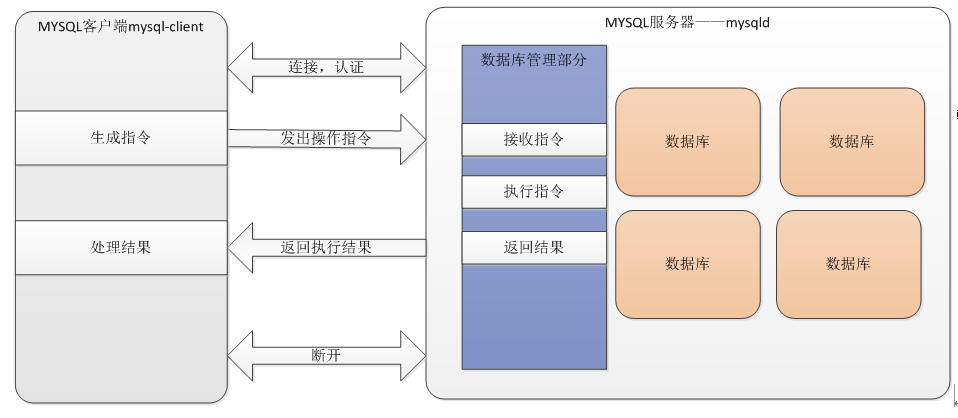 MYSQL客户端mysql-client
MYSQL服务器——mysqld
连接，认证
数据库管理部分
生成指令
发出操作指令
接收指令
执行指令
处理结果
返回执行结果
返回结果
断开
数据库
数据库
数据库
数据库